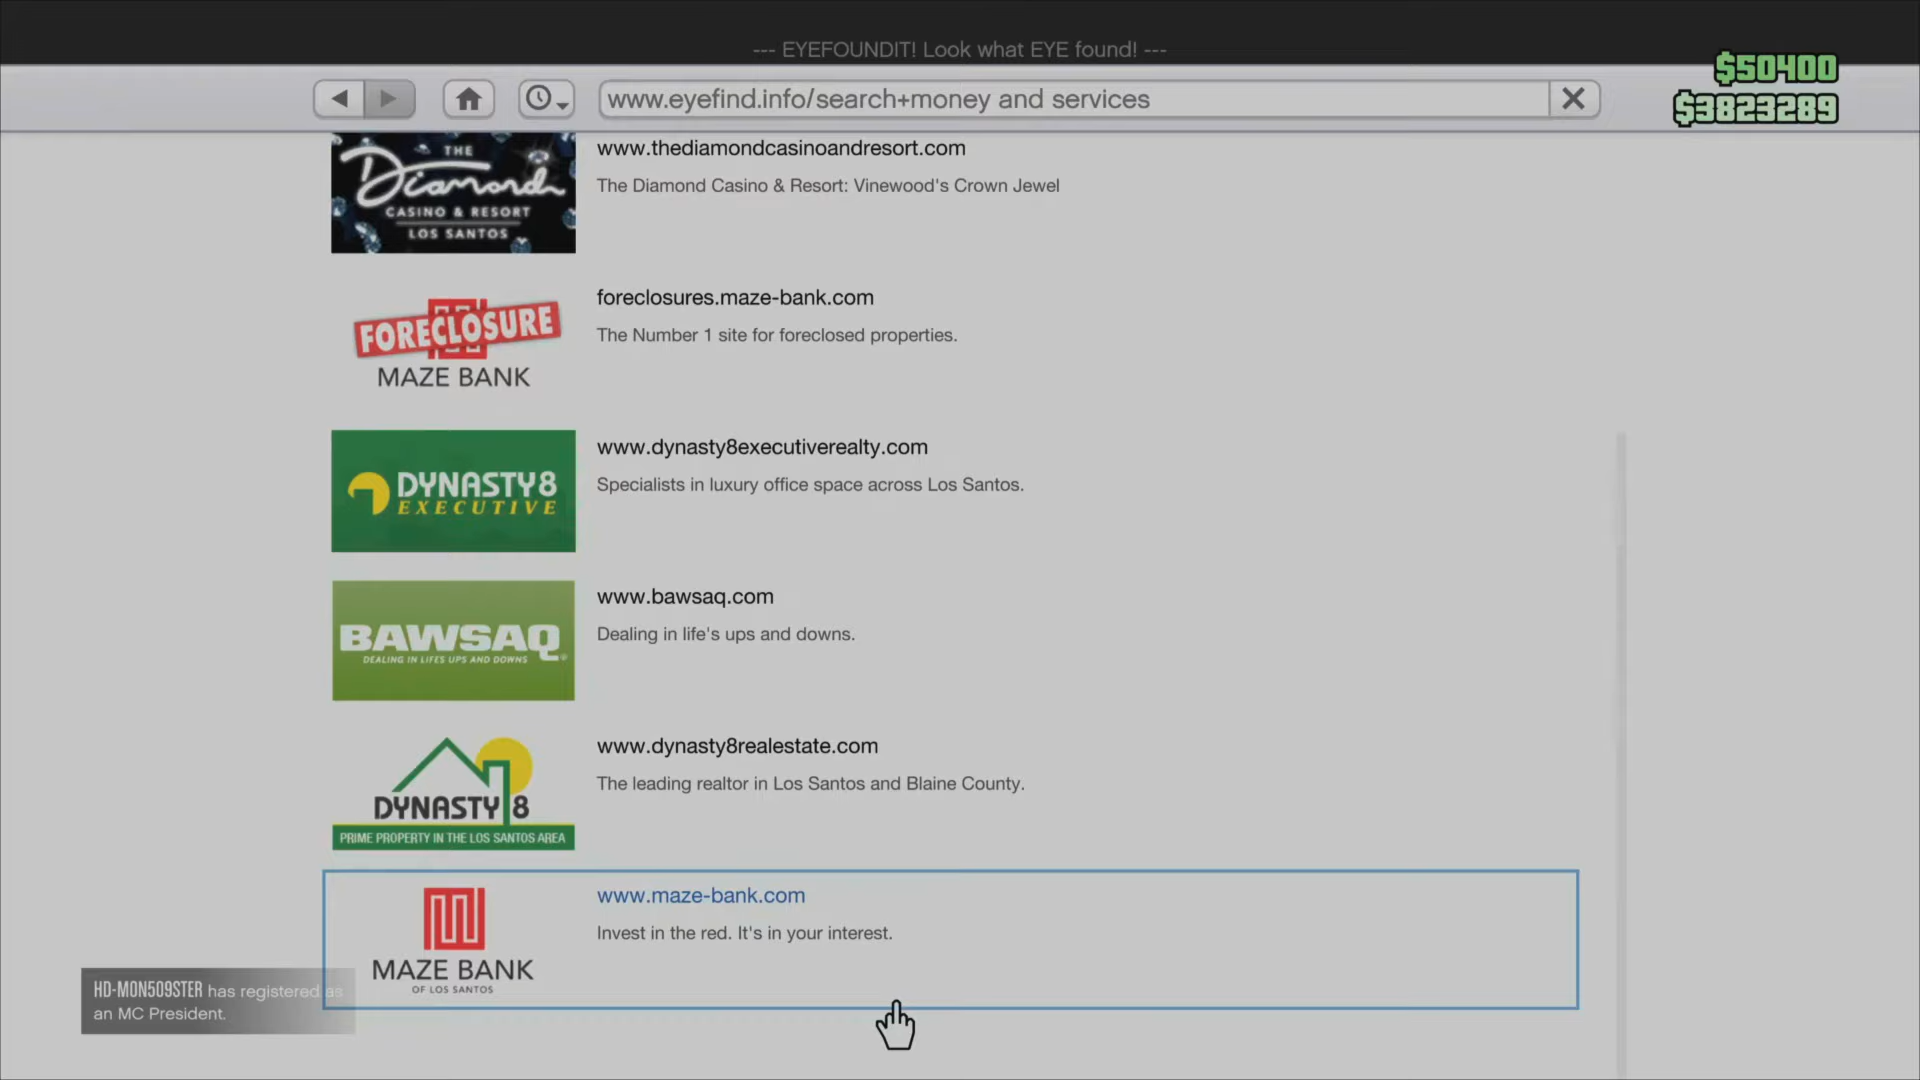 --- EYEFOUNDIT! Look what EYE found! ---
$50400
www.eyefind.info/search+money and services
$3823289
THE
Diamond
CASINO & RESORT
LOS SANTOS
www.thediamondcasinoandresort.com
The Diamond Casino & Resort: Vinewood's Crown Jewel
FORECLOSURE
MAZE BANK
foreclosures.maze-bank.com
The Number 1 site for foreclosed properties.
DYNASTY8
EXECUTIVE
www.dynasty8executiverealty.com
Specialists in luxury office space across Los Santos.
BAWSAQ
DEALING IN LIFES UPS AND DOWNS
www.bawsaq.com
Dealing in life's ups and downs.
DYNASTY 8
PRIME PROPERTY IN THE LOS SANTOS AREA
www.dynasty8realestate.com
The leading realtor in Los Santos and Blaine County.
MAZE BANK
OF LOS SANTOS
www.maze-bank.com
Invest in the red. It's in your interest.
HD-MON509STER has registered as
an MC President.